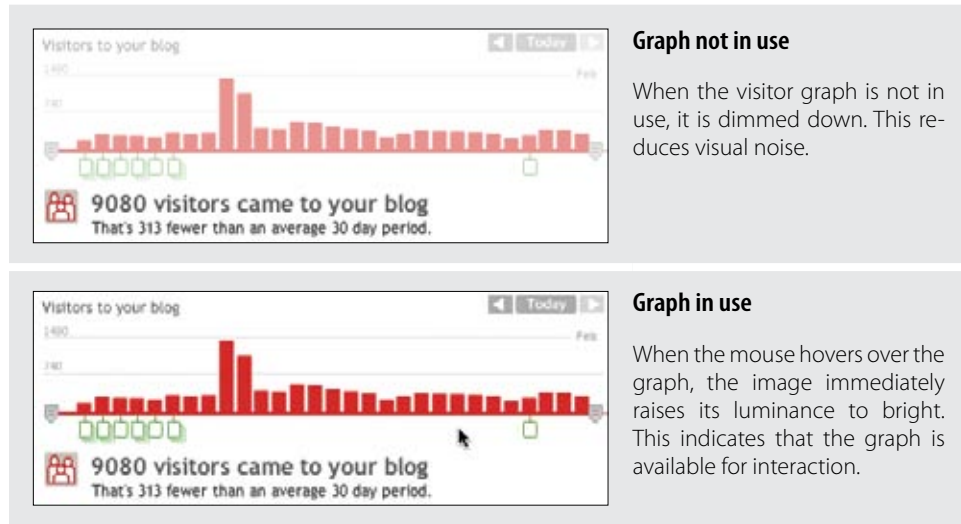 Visitors to your blog
Today
1480
Feb
740
9080 visitors came to your blog
That's 313 fewer than an average 30 day period.
Graph not in use
When the visitor graph is not in
use, it is dimmed down. This re-
duces visual noise.
Visitors to your blog
Today
1480
Feb
740
9080 visitors came to your blog
That's 313 fewer than an average 30 day period.
Graph in use
When the mouse hovers over the
graph, the image immediately
raises its luminance to bright.
This indicates that the graph is
available for interaction.